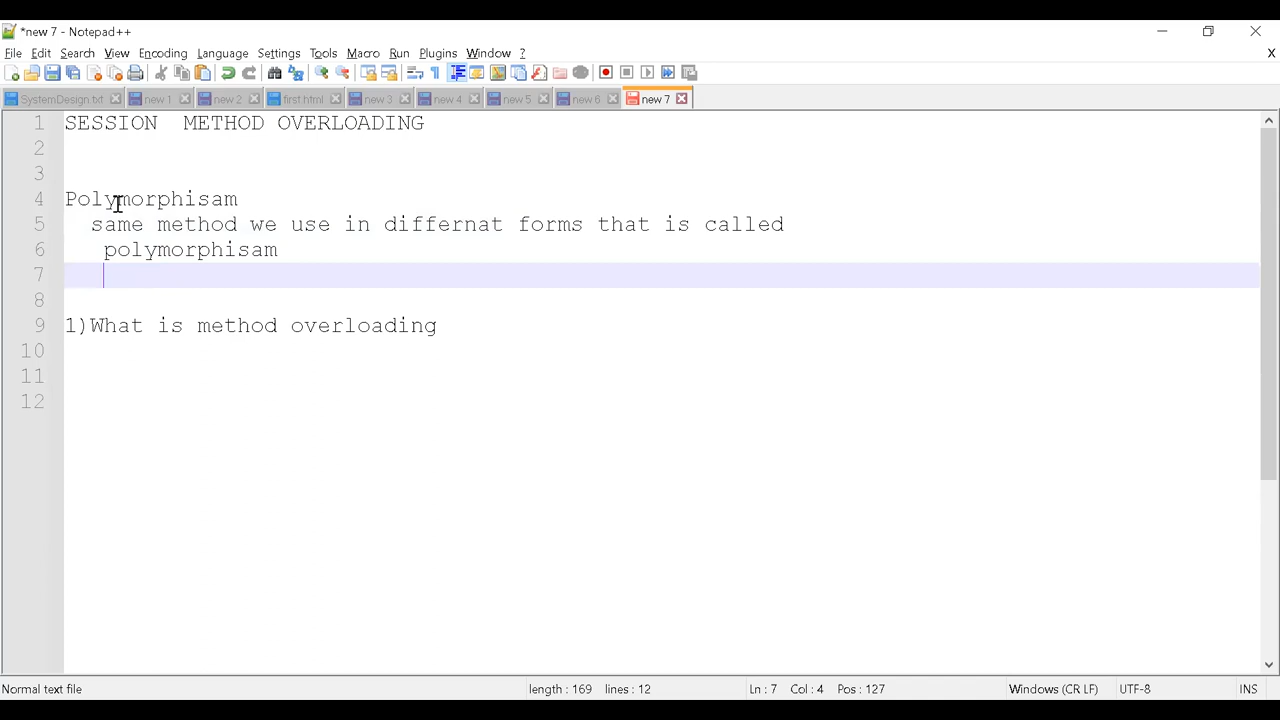 *new 7 - Notepad++
File Edit Search View Encoding Language Settings Tools Macro Run Plugins Window ? X
SystemDesign.txt new 1 new 2 first.html new 3 new 4 new 5 new 6 new 7
1 SESSION  METHOD OVERLOADING
2
3
4 Polymorphisam
5 same method we use in differnat forms that is called
6 polymorphisam
7
8
9 1)What is method overloading
10
11
12
Normal text file length : 169 lines : 12 Ln : 7 Col : 4 Pos : 127 Windows (CR LF) UTF-8 INS